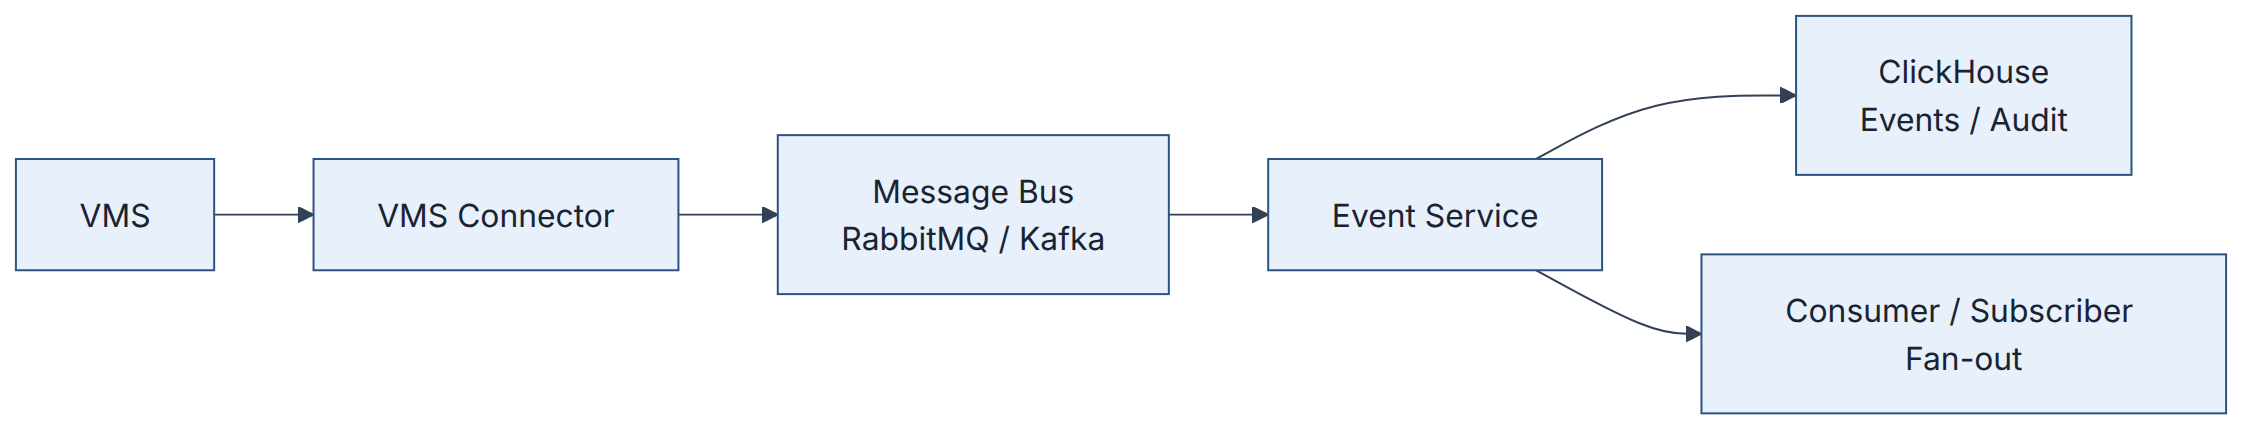 VMS
VMS Connector
Message Bus
RabbitMQ / Kafka
Event Service
ClickHouse
Events / Audit
Consumer / Subscriber
Fan-out